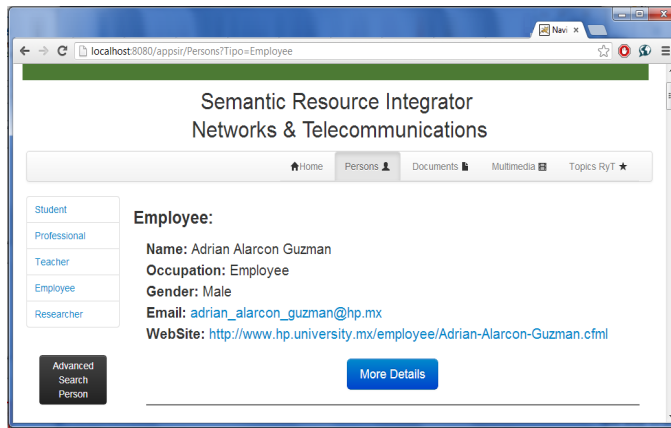 Navi
localhost:8080/appsir/Persons?Tipo=Employee
Semantic Resource Integrator
Networks & Telecommunications
Home Persons Documents Multimedia Topics RyT
Student
Professional
Teacher
Employee
Researcher
Advanced
Search
Person
Employee:
Name: Adrian Alarcon Guzman
Occupation: Employee
Gender: Male
Email: adrian_alarcon_guzman@hp.mx
WebSite: http://www.hp.university.mx/employee/Adrian-Alarcon-Guzman.cfml
More Details